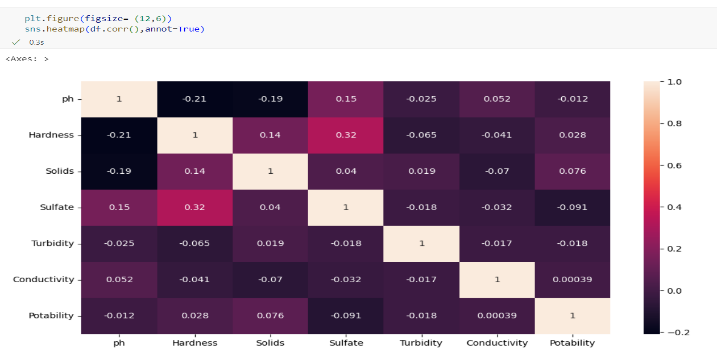 plt.figure(figsize= (12,6))
sns.heatmap(df.corr(),annot=True)
✓ 0.3s
<Axes: >
ph 1 -0.21 -0.19 0.15 -0.025 0.052 -0.012
Hardness -0.21 1 0.14 0.32 -0.065 -0.041 0.028
Solids -0.19 0.14 1 0.04 0.019 -0.07 0.076
Sulfate 0.15 0.32 0.04 1 -0.018 -0.032 -0.091
Turbidity -0.025 -0.065 0.019 -0.018 1 -0.017 -0.018
Conductivity 0.052 -0.041 -0.07 -0.032 -0.017 1 0.00039
Potability -0.012 0.028 0.076 -0.091 -0.018 0.00039 1
ph Hardness Solids Sulfate Turbidity Conductivity Potability
1.0
0.8
0.6
0.4
0.2
0.0
−0.2